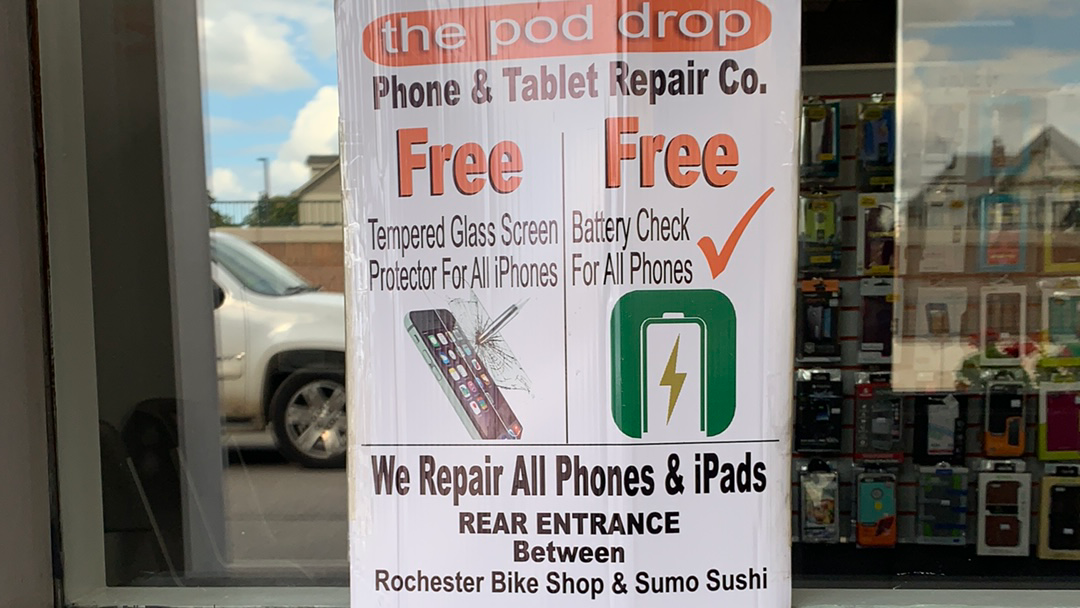 the pod drop
Phone & Tablet Repair Co.
Free
Tempered Glass Screen
Protector For All iPhones
Free
Battery Check
For All Phones
We Repair All Phones & iPads
REAR ENTRANCE
Between
Rochester Bike Shop & Sumo Sushi